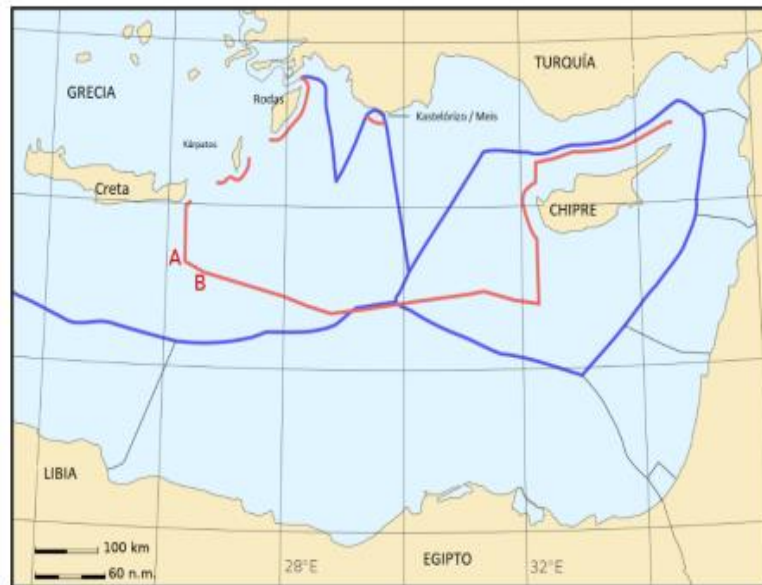 TURQUÍA
GRECIA
Rodas
Kastelórizo / Meis
Kárpatos
Creta
CHIPRE
A
B
LIBIA
100 km
60 n.m.
28°E
EGIPTO
32°E